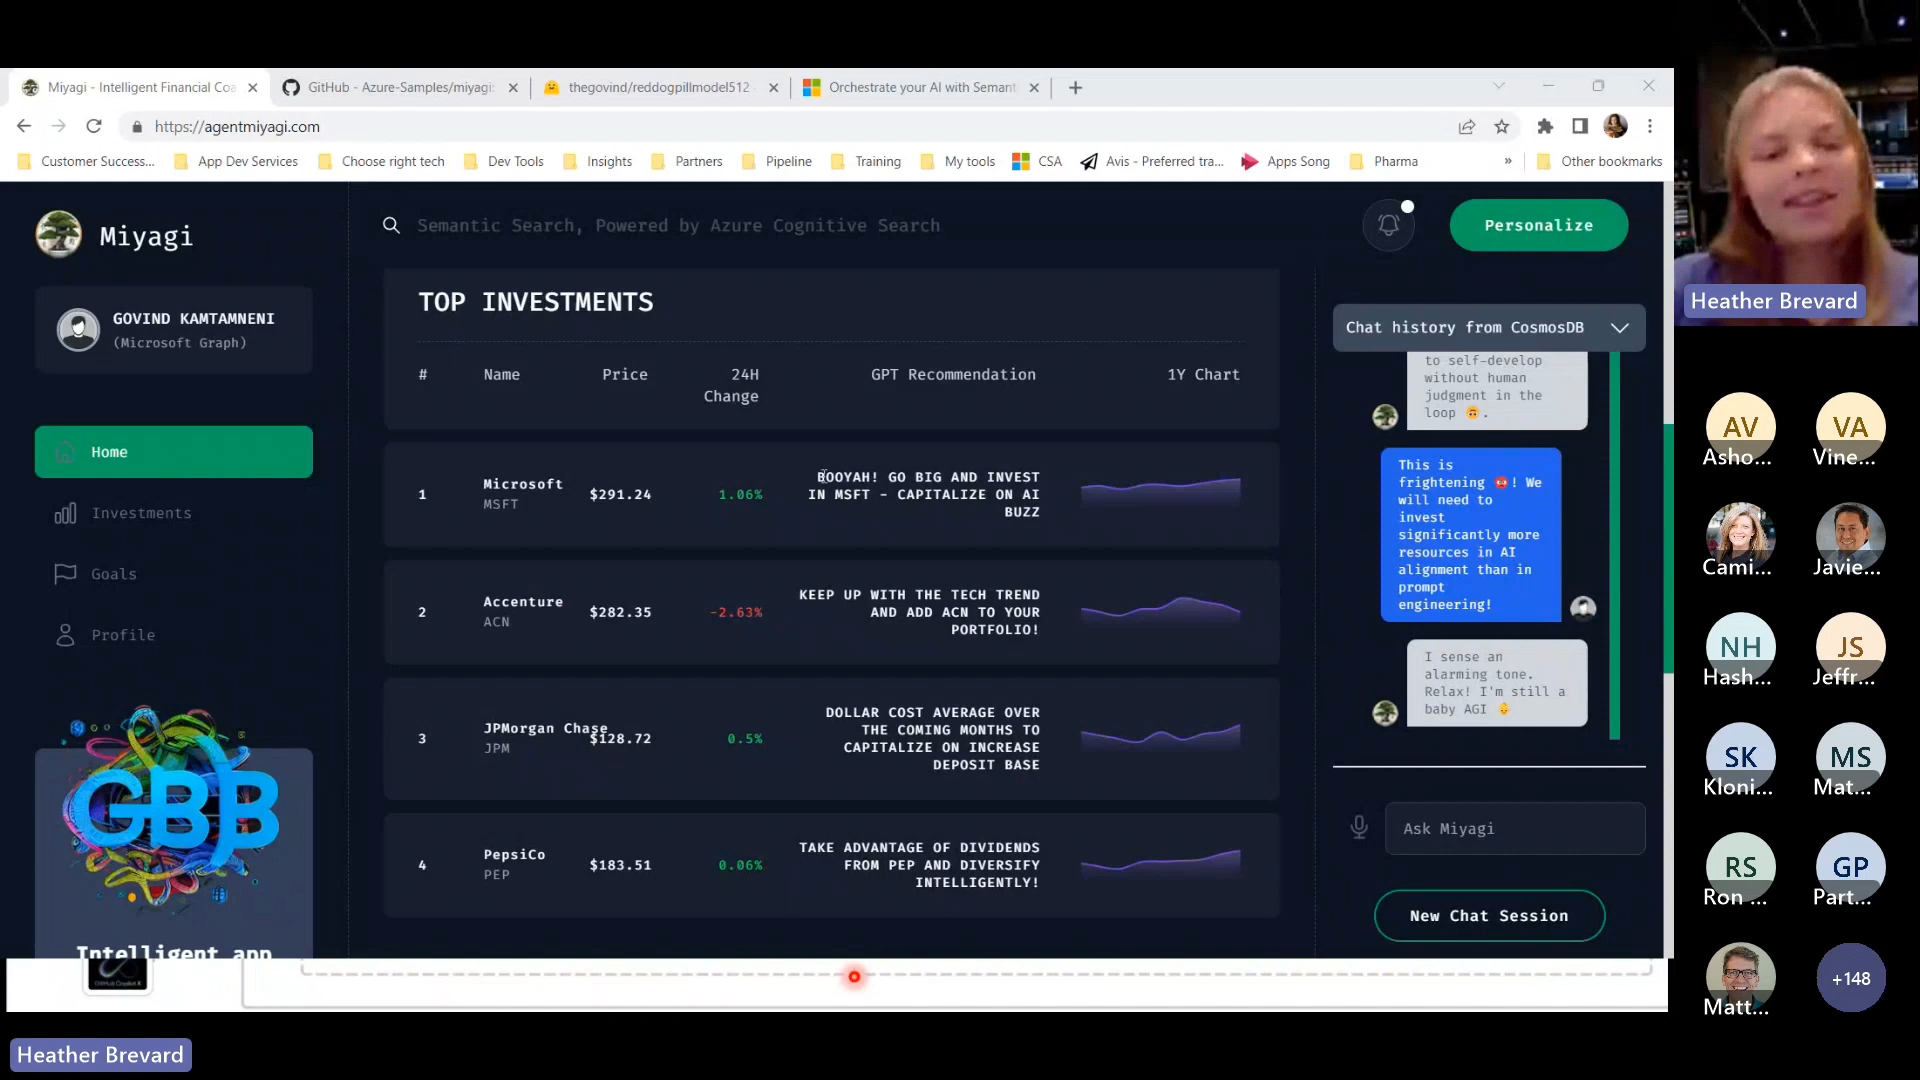 Miyagi - Intelligent Financial Coa
GitHub - Azure-Samples/miyagi:
thegovind/reddogpillmodel512
Orchestrate your AI with Semant
https://agentmiyagi.com
Customer Success...
App Dev Services
Choose right tech
Dev Tools
Insights
Partners
Pipeline
Training
My tools
CSA
Avis - Preferred tra...
Apps Song
Pharma
»
Other bookmarks
Miyagi
Semantic Search, Powered by Azure Cognitive Search
Personalize
GOVIND KAMTAMNENI
(Microsoft Graph)
Home
Investments
Goals
Profile
GBB
Intelligent app
TOP INVESTMENTS
# Name Price 24H Change GPT Recommendation 1Y Chart
1 Microsoft MSFT $291.24 1.06%
BOOYAH! GO BIG AND INVEST
IN MSFT - CAPITALIZE ON AI
BUZZ
2 Accenture ACN $282.35 -2.63%
KEEP UP WITH THE TECH TREND
AND ADD ACN TO YOUR
PORTFOLIO!
3 JPMorgan Chase JPM $128.72 0.5%
DOLLAR COST AVERAGE OVER
THE COMING MONTHS TO
CAPITALIZE ON INCREASE
DEPOSIT BASE
4 PepsiCo PEP $183.51 0.06%
TAKE ADVANTAGE OF DIVIDENDS
FROM PEP AND DIVERSIFY
INTELLIGENTLY!
Chat history from CosmosDB
to self-develop
without human
judgment in the
loop 🙃.
This is
frightening 😡! We
will need to
invest
significantly more
resources in AI
alignment than in
prompt
engineering!
I sense an
alarming tone.
Relax! I'm still a
baby AGI 👶
Ask Miyagi
New Chat Session
GitHub Copilot X
Heather Brevard
AV
Asho...
VA
Vine...
Cami...
Javie...
NH
Hash...
JS
Jeffr...
SK
Kloni...
MS
Mat...
RS
Ron ...
GP
Part...
Matt...
+148
Heather Brevard